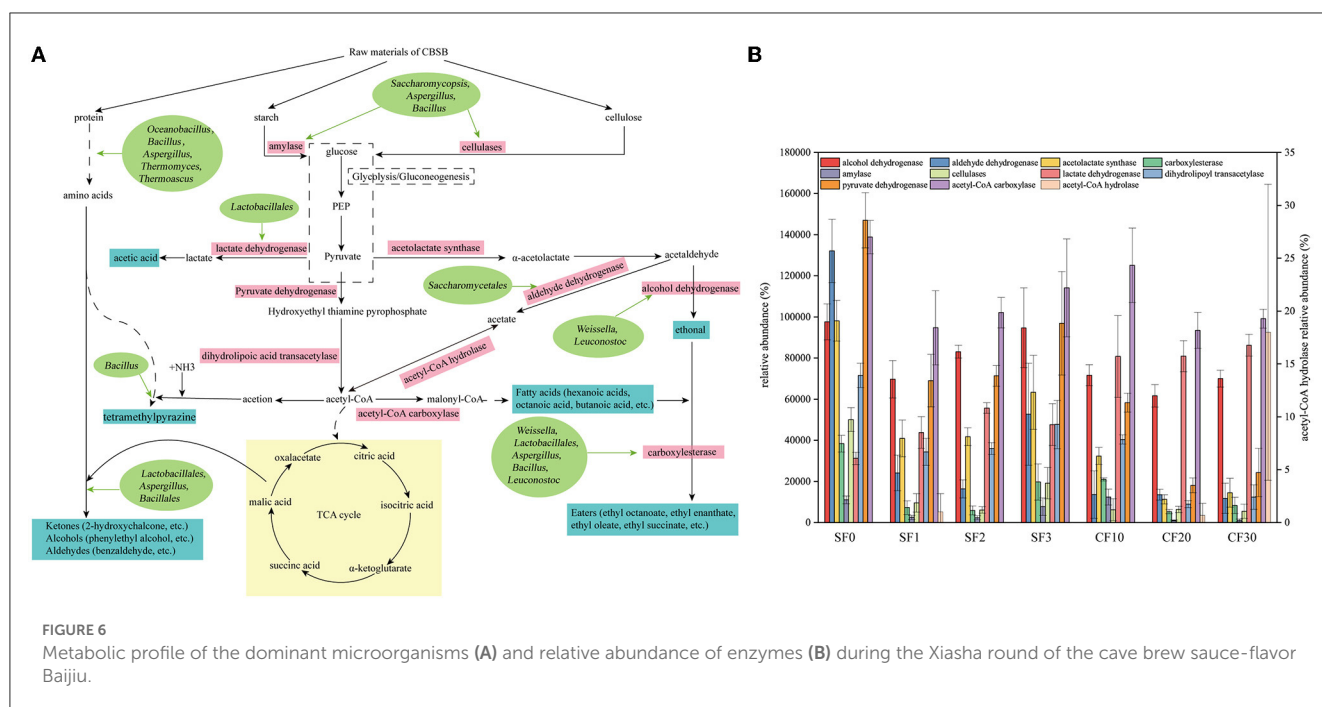 A
Raw materials of CBSB
Saccharomycopsis,
Aspergillus,
Bacillus
protein
starch
cellulose
Oceanobacillus,
Bacillus,
Aspergillus,
Thermonyces,
Thermoascus
amylase
glucose
cellulases
Glycplysis/Gluconeogenesis
amino acids
PEP
Lactobacillales
lactate dehydrogenase
acetolactate synthase
acetic acid
lactate
Pyruvate
α-acetolactate
acetaldehyde
Pyruvate dehydrogenase
Saccharomycetales
aldehyde dehydrogenase
alcohol dehydrogenase
Hydroxyethyl thiamine pyrophosphate
acetate
Weissella,
Leuconostoc
ethonal
dihydrolipoic acid transacetylase
acetyl-CoA hydrolase
Bacillus
+NH3
acetion
acetyl-CoA
malonyl-CoA
Fatty acids (hexanoic acids,
octanoic acid, butanoic acid, etc.)
acetyl-CoA carboxylase
tetramethylpyrazine
Weissella,
Lactobacillales,
Aspergillus,
Bacillus,
Leuconostoc
carboxylesterase
oxalacetate
citric acid
Lactobacillales,
Aspergillus,
Bacillales
malic acid
isocitric acid
TCA cycle
Ketones (2-hydroxychalcone, etc.)
Alcohols (phenylethyl alcohol, etc.)
Aldehydes (benzaldehyde, etc.)
Eaters (ethyl octanoate, ethyl enanthate,
ethyl oleate, ethyl succinate, etc.)
succinc acid
α-ketoglutarate
B
180000
160000
140000
120000
100000
80000
60000
40000
20000
0
relative abundance (%)
alcohol dehydrogenase
aldehyde dehydrogenase
acetolactate synthase
carboxylesterase
amylase
cellulases
lactate dehydrogenase
dihydrolipoyl transacetylase
pyruvate dehydrogenase
acetyl-CoA carboxylase
acetyl-CoA hydrolase
35
30
25
20
15
10
5
0
acetyl-CoA hydrolase relative abundance (%)
SF0
SF1
SF2
SF3
CF10
CF20
CF30
FIGURE 6
Metabolic profile of the dominant microorganisms (A) and relative abundance of enzymes (B) during the Xiasha round of the cave brew sauce-flavor
Baijiu.